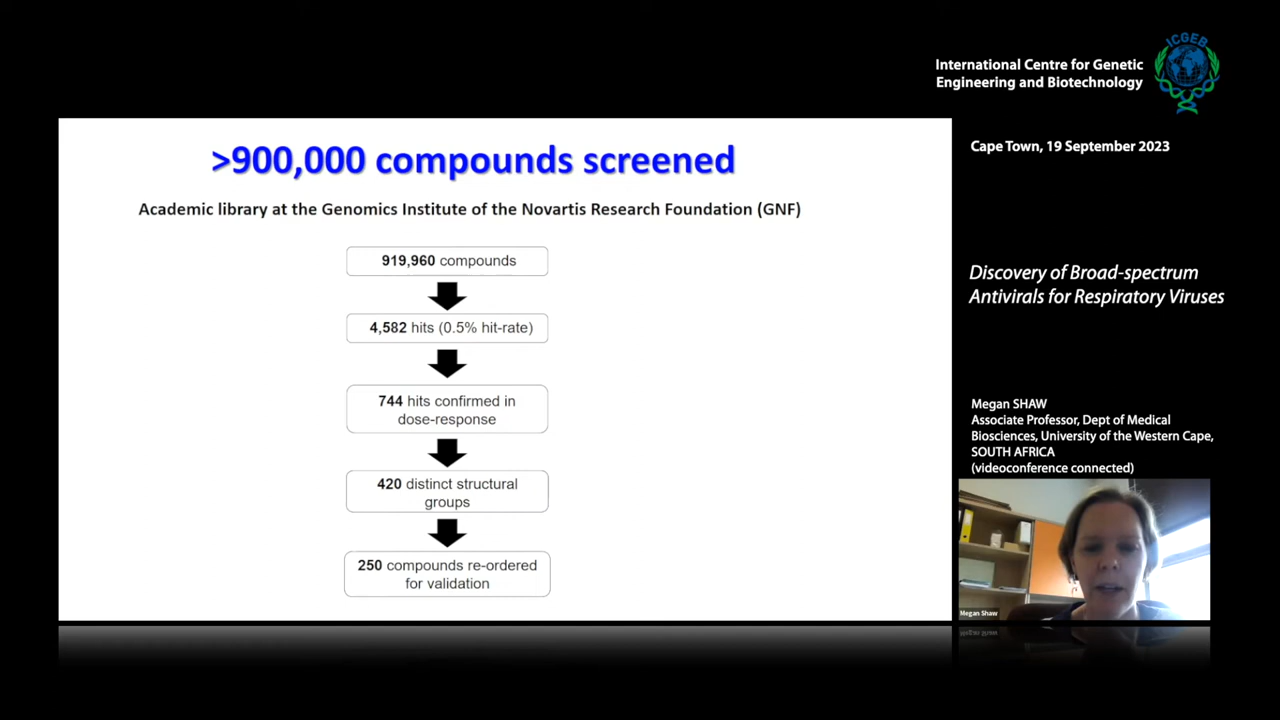 ICGEB
International Centre for Genetic
Engineering and Biotechnology
Cape Town, 19 September 2023
>900,000 compounds screened
Academic library at the Genomics Institute of the Novartis Research Foundation (GNF)
919,960 compounds
4,582 hits (0.5% hit-rate)
744 hits confirmed in
dose-response
420 distinct structural
groups
250 compounds re-ordered
for validation
Discovery of Broad-spectrum
Antivirals for Respiratory Viruses
Megan SHAW
Associate Professor, Dept of Medical
Biosciences, University of the Western Cape,
SOUTH AFRICA
(videoconference connected)
Megan Shaw